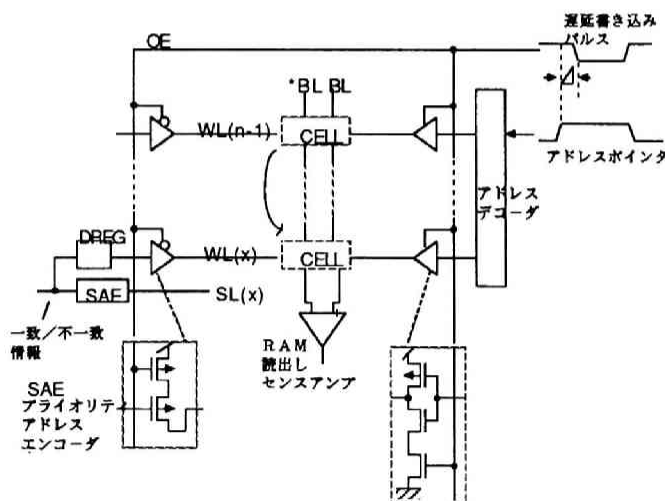 遅延書き込み
パルス
OE
*BL BL
WL(n-1)
CELL
アドレスポインタ
アドレス
デコーダ
DREG
WL(x)
CELL
SAE
SL(x)
一致/不一致
情報
RAM
読出し
センスアンプ
SAE
プライオリティ
アドレス
エンコーダ